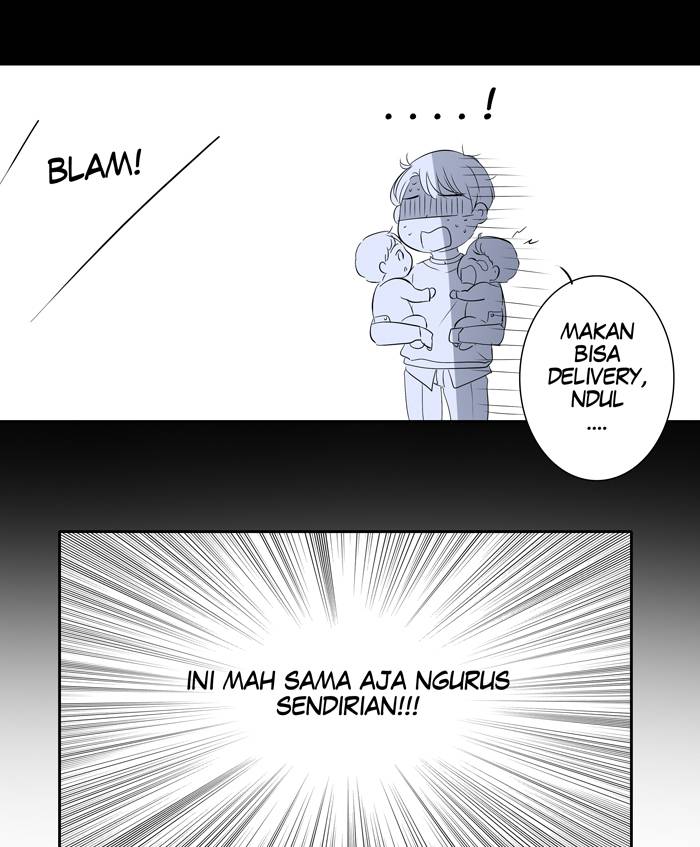 ....!
BLAM!
MAKAN
BISA
DELIVERY,
NDUL
....
INI MAH SAMA AJA NGURUS
SENDIRIAN!!!